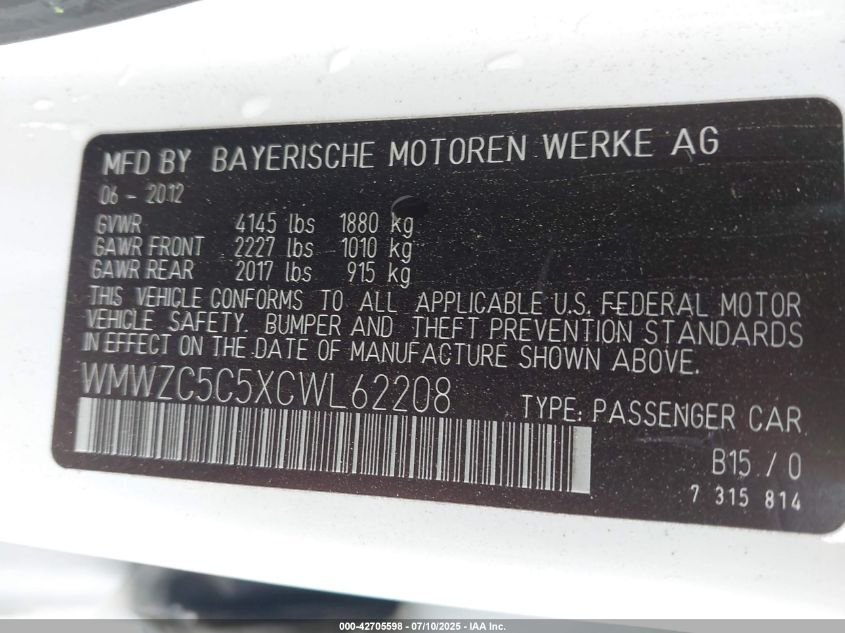 MFD BY BAYERISCHE MOTOREN WERKE AG
06 - 2012
GVWR 4145 lbs 1880 kg
GAWR FRONT 2227 lbs 1010 kg
GAWR REAR 2017 lbs 915 kg
THIS VEHICLE CONFORMS TO ALL APPLICABLE U.S. FEDERAL MOTOR
VEHICLE SAFETY. BUMPER AND THEFT PREVENTION STANDARDS
IN EFFECT ON THE DATE OF MANUFACTURE SHOWN ABOVE.
WMWZC5C5XCWL62208
TYPE: PASSENGER CAR
B15 / 0
7 315 814
000-42705598 - 07/10/2025 - IAA Inc.